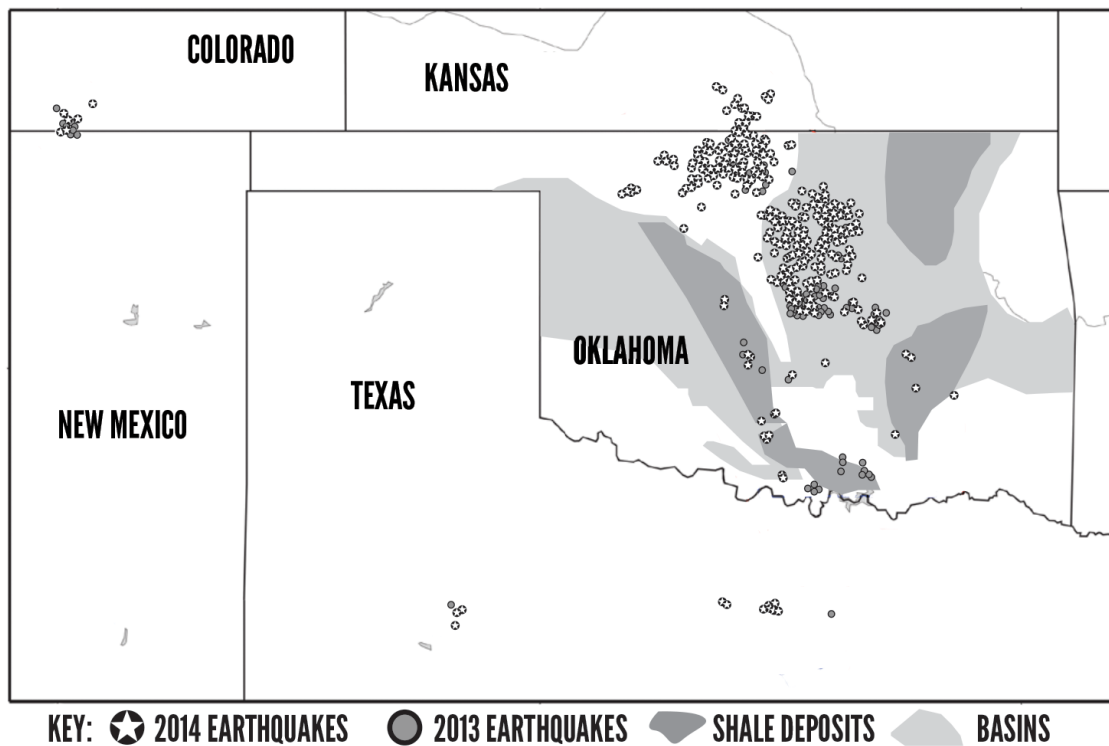 COLORADO
KANSAS
OKLAHOMA
TEXAS
NEW MEXICO
KEY: 2014 EARTHQUAKES 2013 EARTHQUAKES SHALE DEPOSITS BASINS